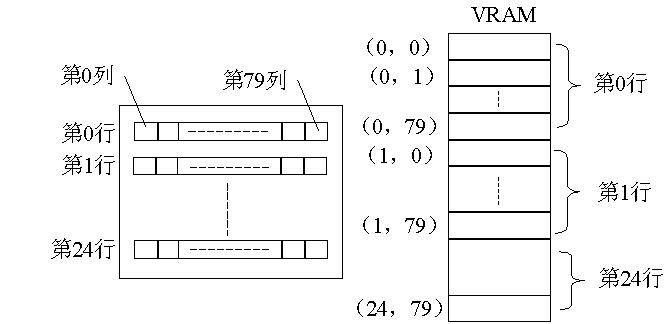 VRAM
第0列
第79列
第0行
第1行
第24行
(0, 0)
(0, 1)
(0, 79)
(1, 0)
(1, 79)
(24, 79)
第0行
第1行
第24行